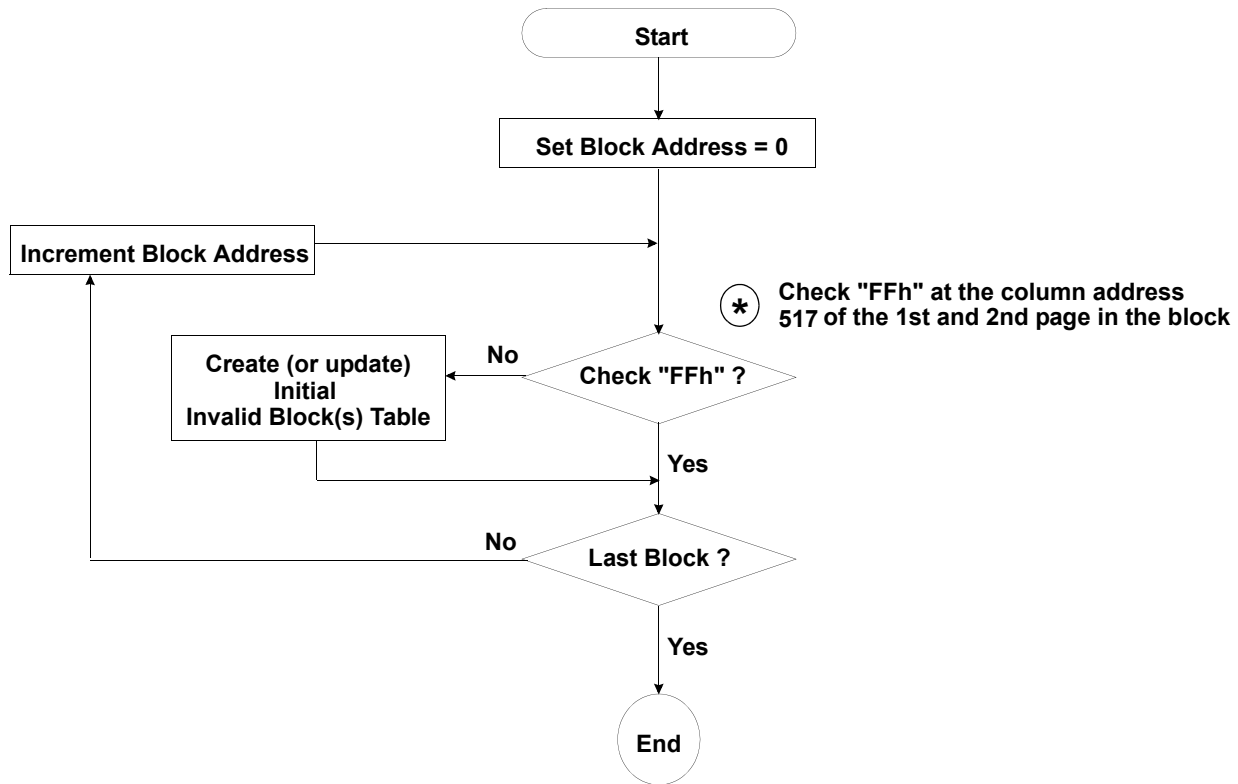 Start
Set Block Address = 0
Increment Block Address
* Check "FFh" at the column address
517 of the 1st and 2nd page in the block
No
Create (or update)
Initial
Invalid Block(s) Table
Check "FFh" ?
Yes
No
Last Block ?
Yes
End